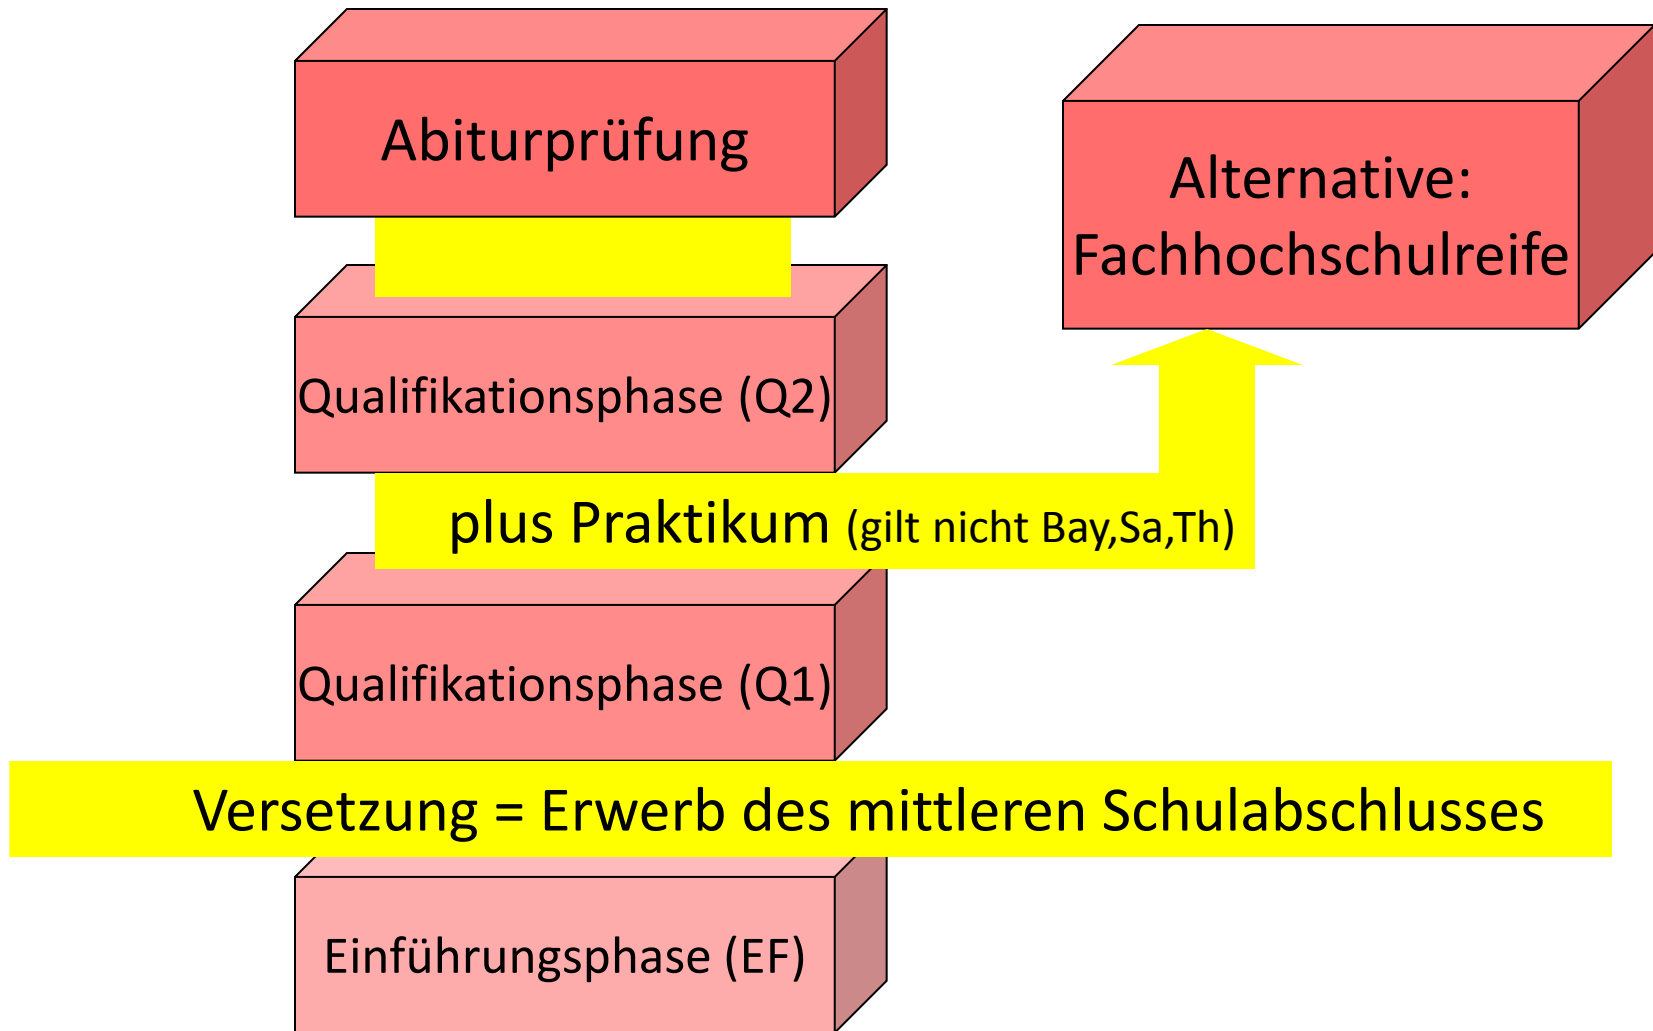 Abiturprüfung
Alternative:
Fachhochschulreife
Qualifikationsphase (Q2)
plus Praktikum (gilt nicht Bay,Sa,Th)
Qualifikationsphase (Q1)
Versetzung = Erwerb des mittleren Schulabschlusses
Einführungsphase (EF)